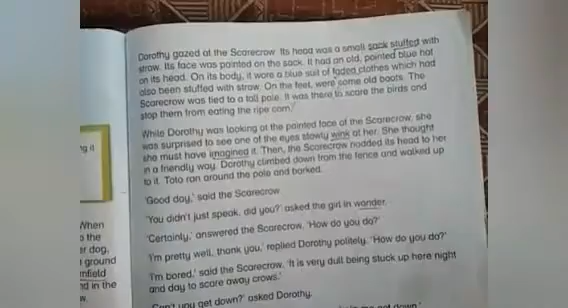 Dorothy gazed at the Scarecrow. Its head was a small sack stuffed with
straw. Its face was painted on the sack. It had an old, pointed blue hat
on its head. On its body, it wore a blue suit of faded clothes which had
also been stuffed with straw. On the feet, were some old boots. The
Scarecrow was tied to a tall pole. It was there to scare the birds and
stop them from eating the ripe corn.
While Dorothy was looking at the painted face of the Scarecrow, she
was surprised to see one of the eyes slowly wink at her. She thought
she must have imagined it. Then, the Scarecrow nodded its head to her
in a friendly way. Dorothy climbed down from the fence and walked up
to it. Toto ran around the pole and barked.
'Good day,' said the Scarecrow.
'You didn't just speak, did you?' asked the girl in wonder.
'Certainly,' answered the Scarecrow. 'How do you do?'
'I'm pretty well, thank you,' replied Dorothy politely. 'How do you do?'
'I'm bored,' said the Scarecrow. 'It is very dull being stuck up here night
and day to scare away crows.'
'Can't you get down?' asked Dorothy.
it
When
the
dog,
ground
in the